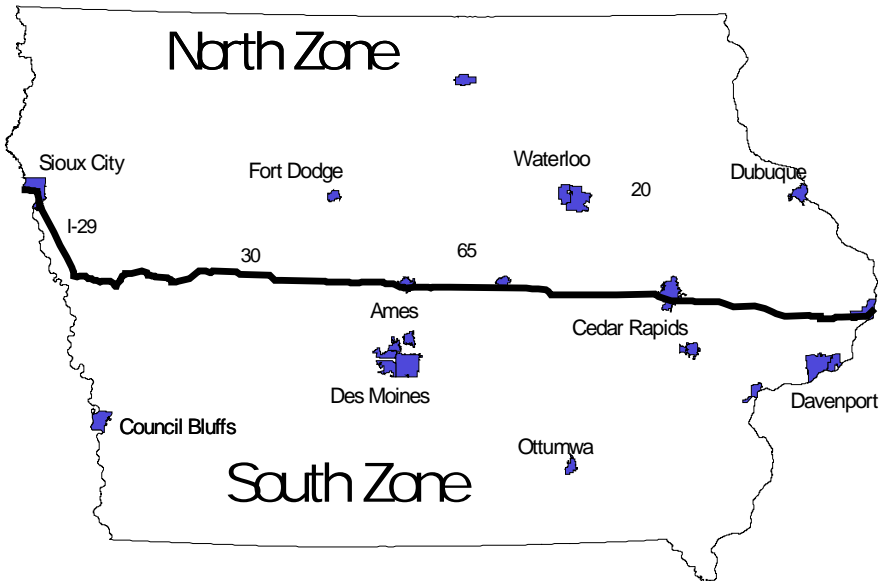 North Zone
Sioux City
Fort Dodge
Waterloo
20
Dubuque
I-29
30
65
Ames
Cedar Rapids
Des Moines
Davenport
Council Bluffs
Ottumwa
South Zone